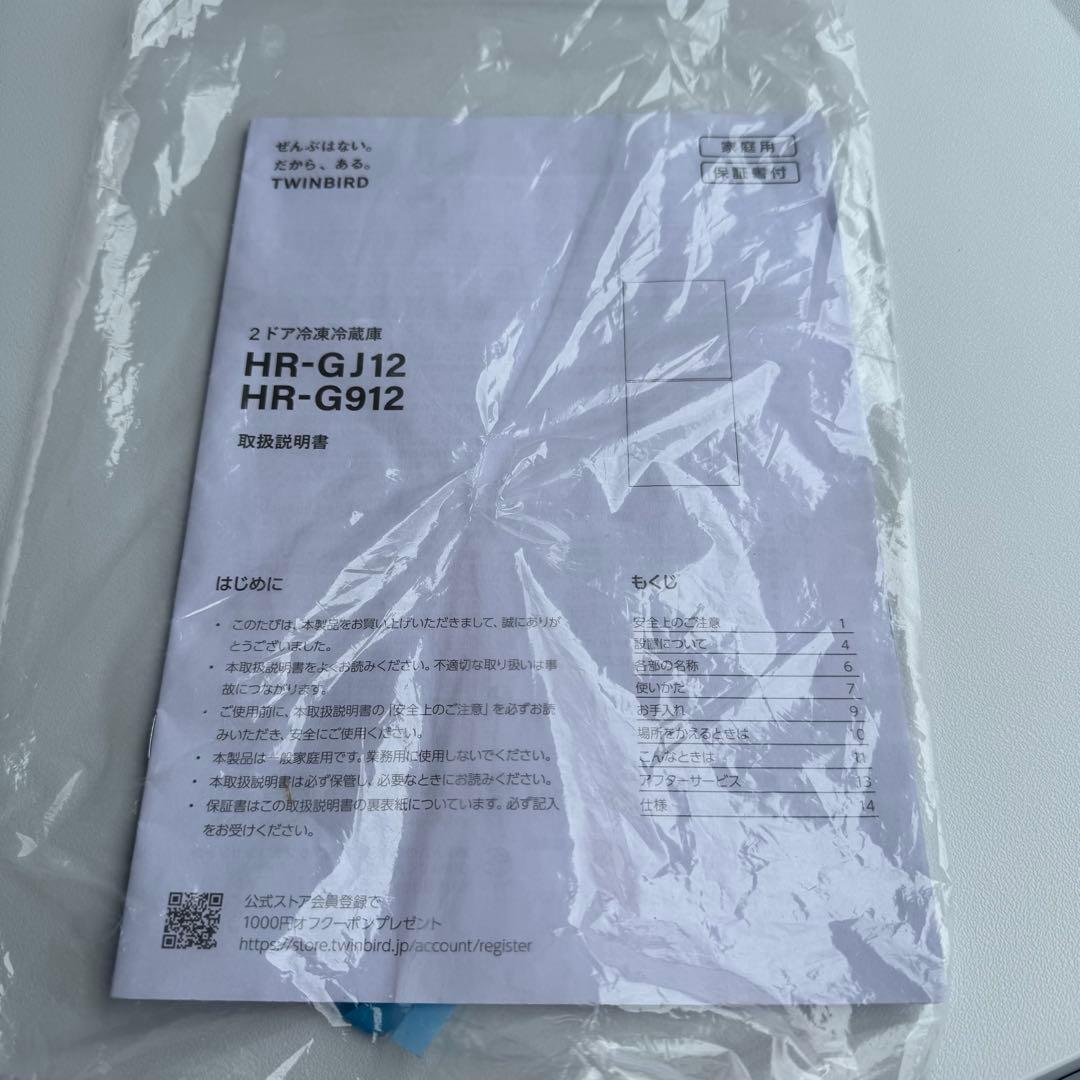 ぜんぶはない。
だから、ある。
TWINBIRD
家庭用
保証書付
2ドア冷凍冷蔵庫
HR-GJ12
HR-G912
取扱説明書
はじめに
・ このたびは、本製品をお買い上げいただきまして、誠にありが
とうございました。
・ 本取扱説明書をよくお読みください。不適切な取り扱いは事
故につながります。
・ ご使用前に、本取扱説明書の「安全上のご注意」を必ずお読
みいただき、安全にご使用ください。
・ 本製品は一般家庭用です。業務用に使用しないでください。
・ 本取扱説明書は必ず保管し、必要なときにお読みください。
・ 保証書はこの取扱説明書の裏表紙についています。必ず記入
をお受けください。
もくじ
安全上のご注意 1
設置について 4
各部の名称 6
使いかた 7
お手入れ 9
場所をかえるときは 10
こんなときは 11
アフターサービス 13
仕様 14
公式ストア会員登録で
1000円オフクーポンプレゼント
https://store.twinbird.jp/account/register